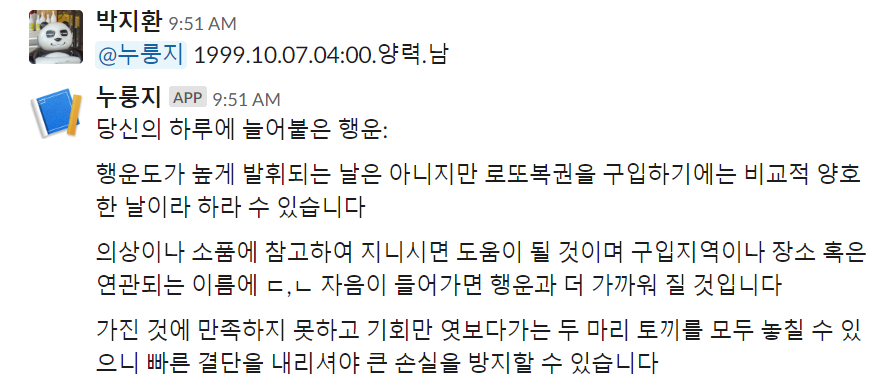 박지환 9:51 AM
@누룽지 1999.10.07.04:00.양력.남
누룽지 APP 9:51 AM
당신의 하루에 늘어붙은 행운:
행운도가 높게 발휘되는 날은 아니지만 로또복권을 구입하기에는 비교적 양호
한 날이라 하라 수 있습니다
의상이나 소품에 참고하여 지니시면 도움이 될 것이며 구입지역이나 장소 혹은
연관되는 이름에 ㄷ,ㄴ 자음이 들어가면 행운과 더 가까워 질 것입니다
가진 것에 만족하지 못하고 기회만 엿보다가는 두 마리 토끼를 모두 놓칠 수 있
으니 빠른 결단을 내리셔야 큰 손실을 방지할 수 있습니다